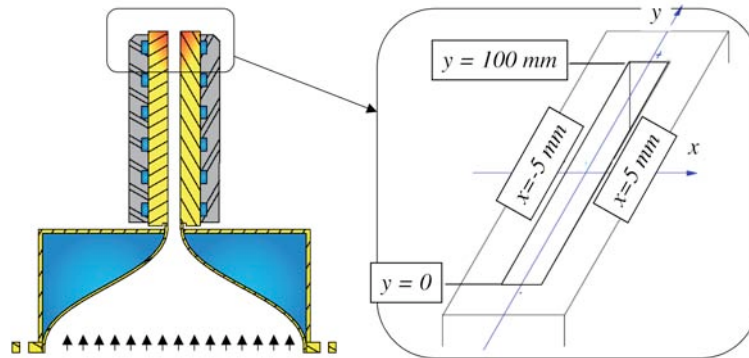 y
y = 100 mm
x
x=-5 mm
x=5 mm
y = 0